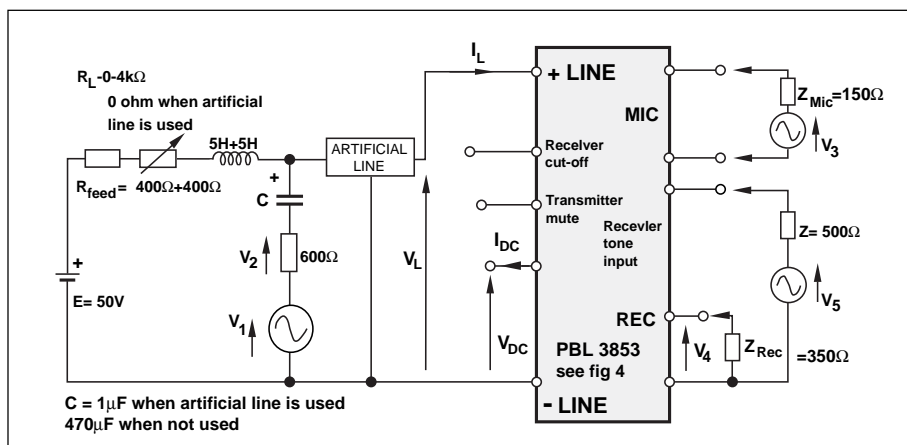 R_L-0-4kΩ
0 ohm when artificial
line is used
5H+5H
R_feed= 400Ω+400Ω
+
E= 50V
+
C
V_2
600Ω
V_1
C = 1µF when artificial line is used
470µF when not used
ARTIFICIAL
LINE
I_L
V_L
I_DC
V_DC
+ LINE
MIC
Recelver
cut-off
Transmitter
mute
Recevler
tone
input
REC
PBL 3853
see fig 4
- LINE
Z_Mic=150Ω
V_3
Z= 500Ω
V_5
V_4
Z_Rec
=350Ω